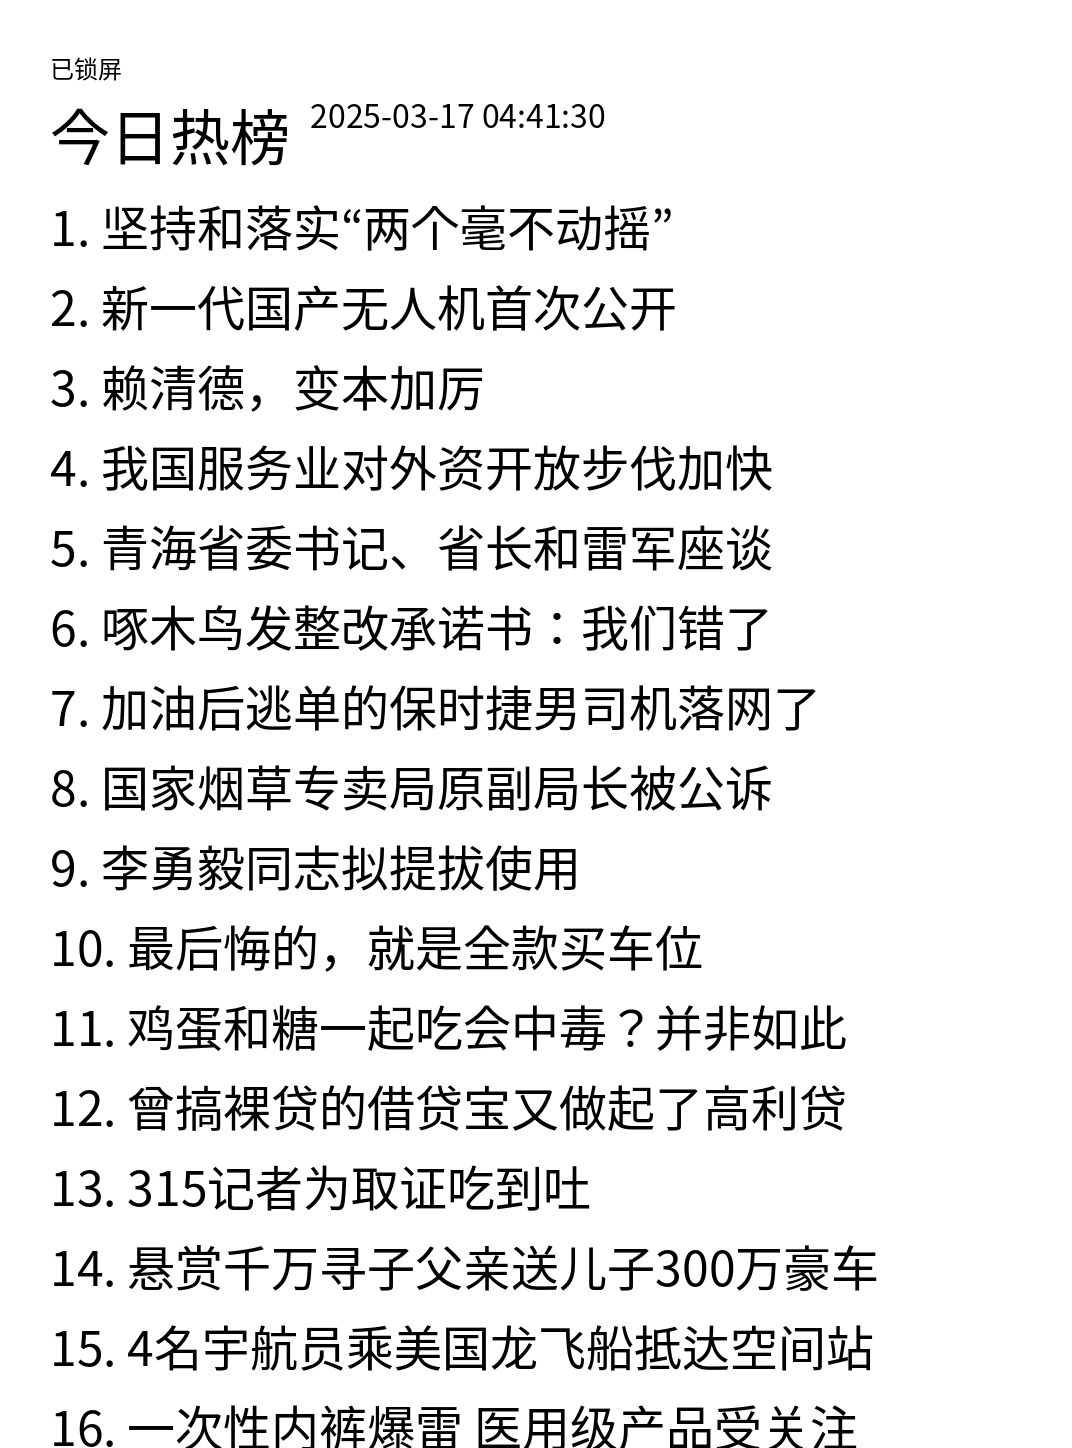 已锁屏
今日热榜 2025-03-17 04:41:30
1. 坚持和落实“两个毫不动摇”
2. 新一代国产无人机首次公开
3. 赖清德，变本加厉
4. 我国服务业对外资开放步伐加快
5. 青海省委书记、省长和雷军座谈
6. 啄木鸟发整改承诺书：我们错了
7. 加油后逃单的保时捷男司机落网了
8. 国家烟草专卖局原副局长被公诉
9. 李勇毅同志拟提拔使用
10. 最后悔的，就是全款买车位
11. 鸡蛋和糖一起吃会中毒？并非如此
12. 曾搞裸贷的借贷宝又做起了高利贷
13. 315记者为取证吃到吐
14. 悬赏千万寻子父亲送儿子300万豪车
15. 4名宇航员乘美国龙飞船抵达空间站
16. 一次性内裤爆雷 医用级产品受关注